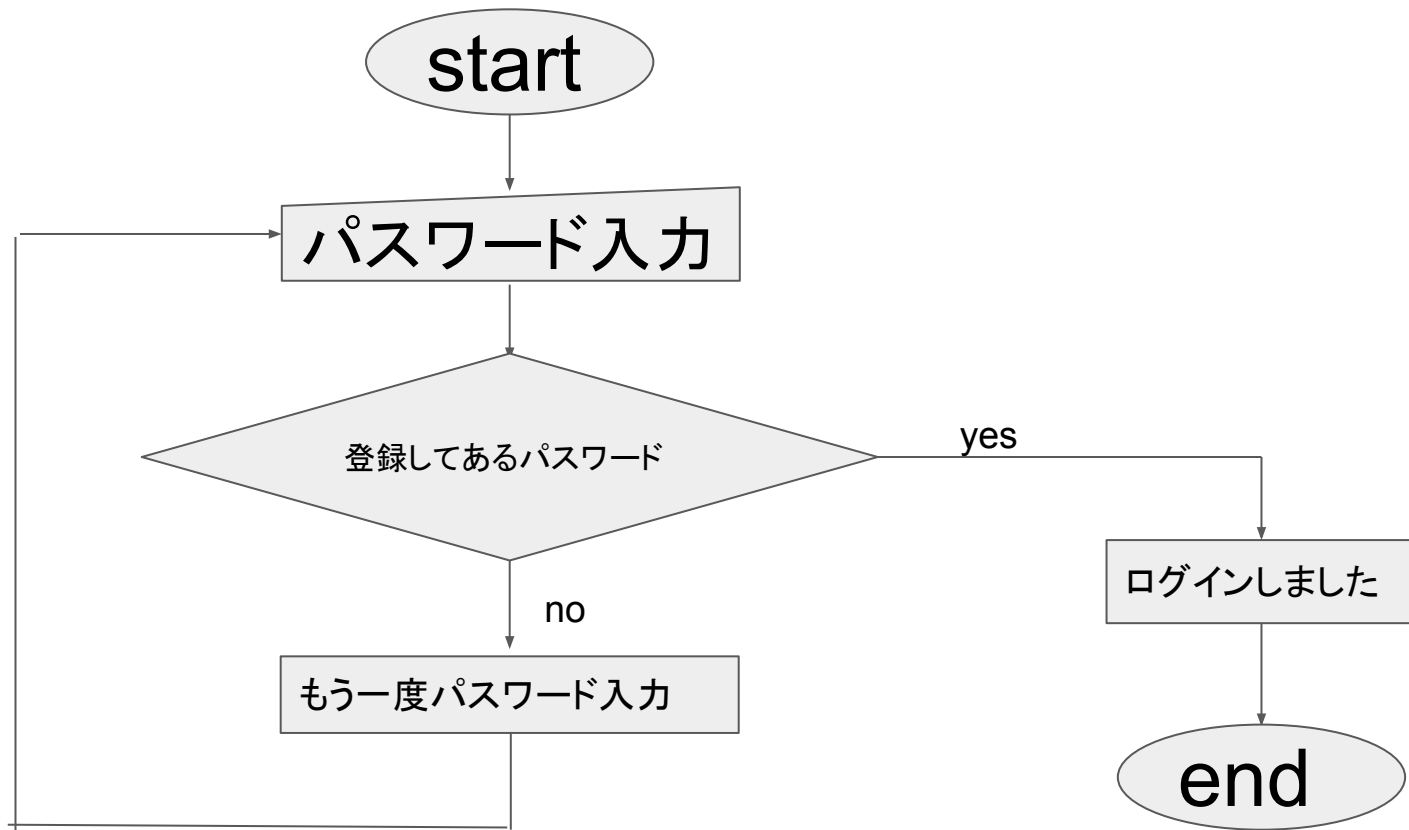 start
パスワード入力
登録してあるパスワード
yes
no
ログインしました
もう一度パスワード入力
end